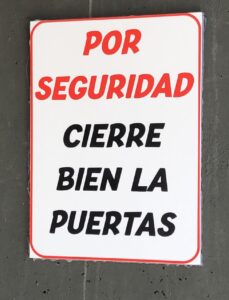 POR
SEGURIDAD
CIERRE
BIEN LA
PUERTAS